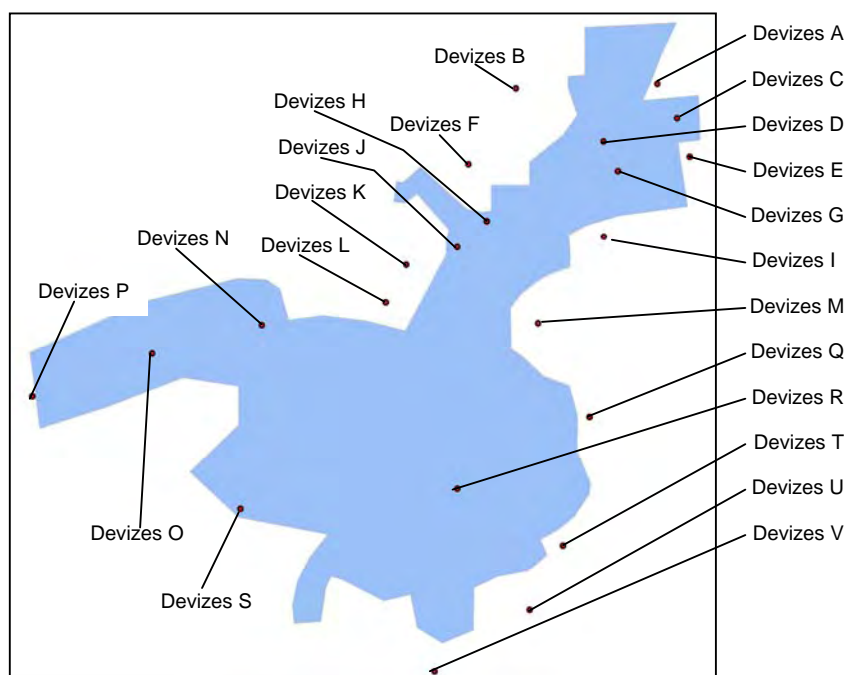 Devizes A
Devizes B
Devizes C
Devizes H
Devizes F
Devizes D
Devizes J
Devizes E
Devizes K
Devizes G
Devizes N
Devizes L
Devizes I
Devizes P
Devizes M
Devizes Q
Devizes R
Devizes T
Devizes U
Devizes O
Devizes V
Devizes S